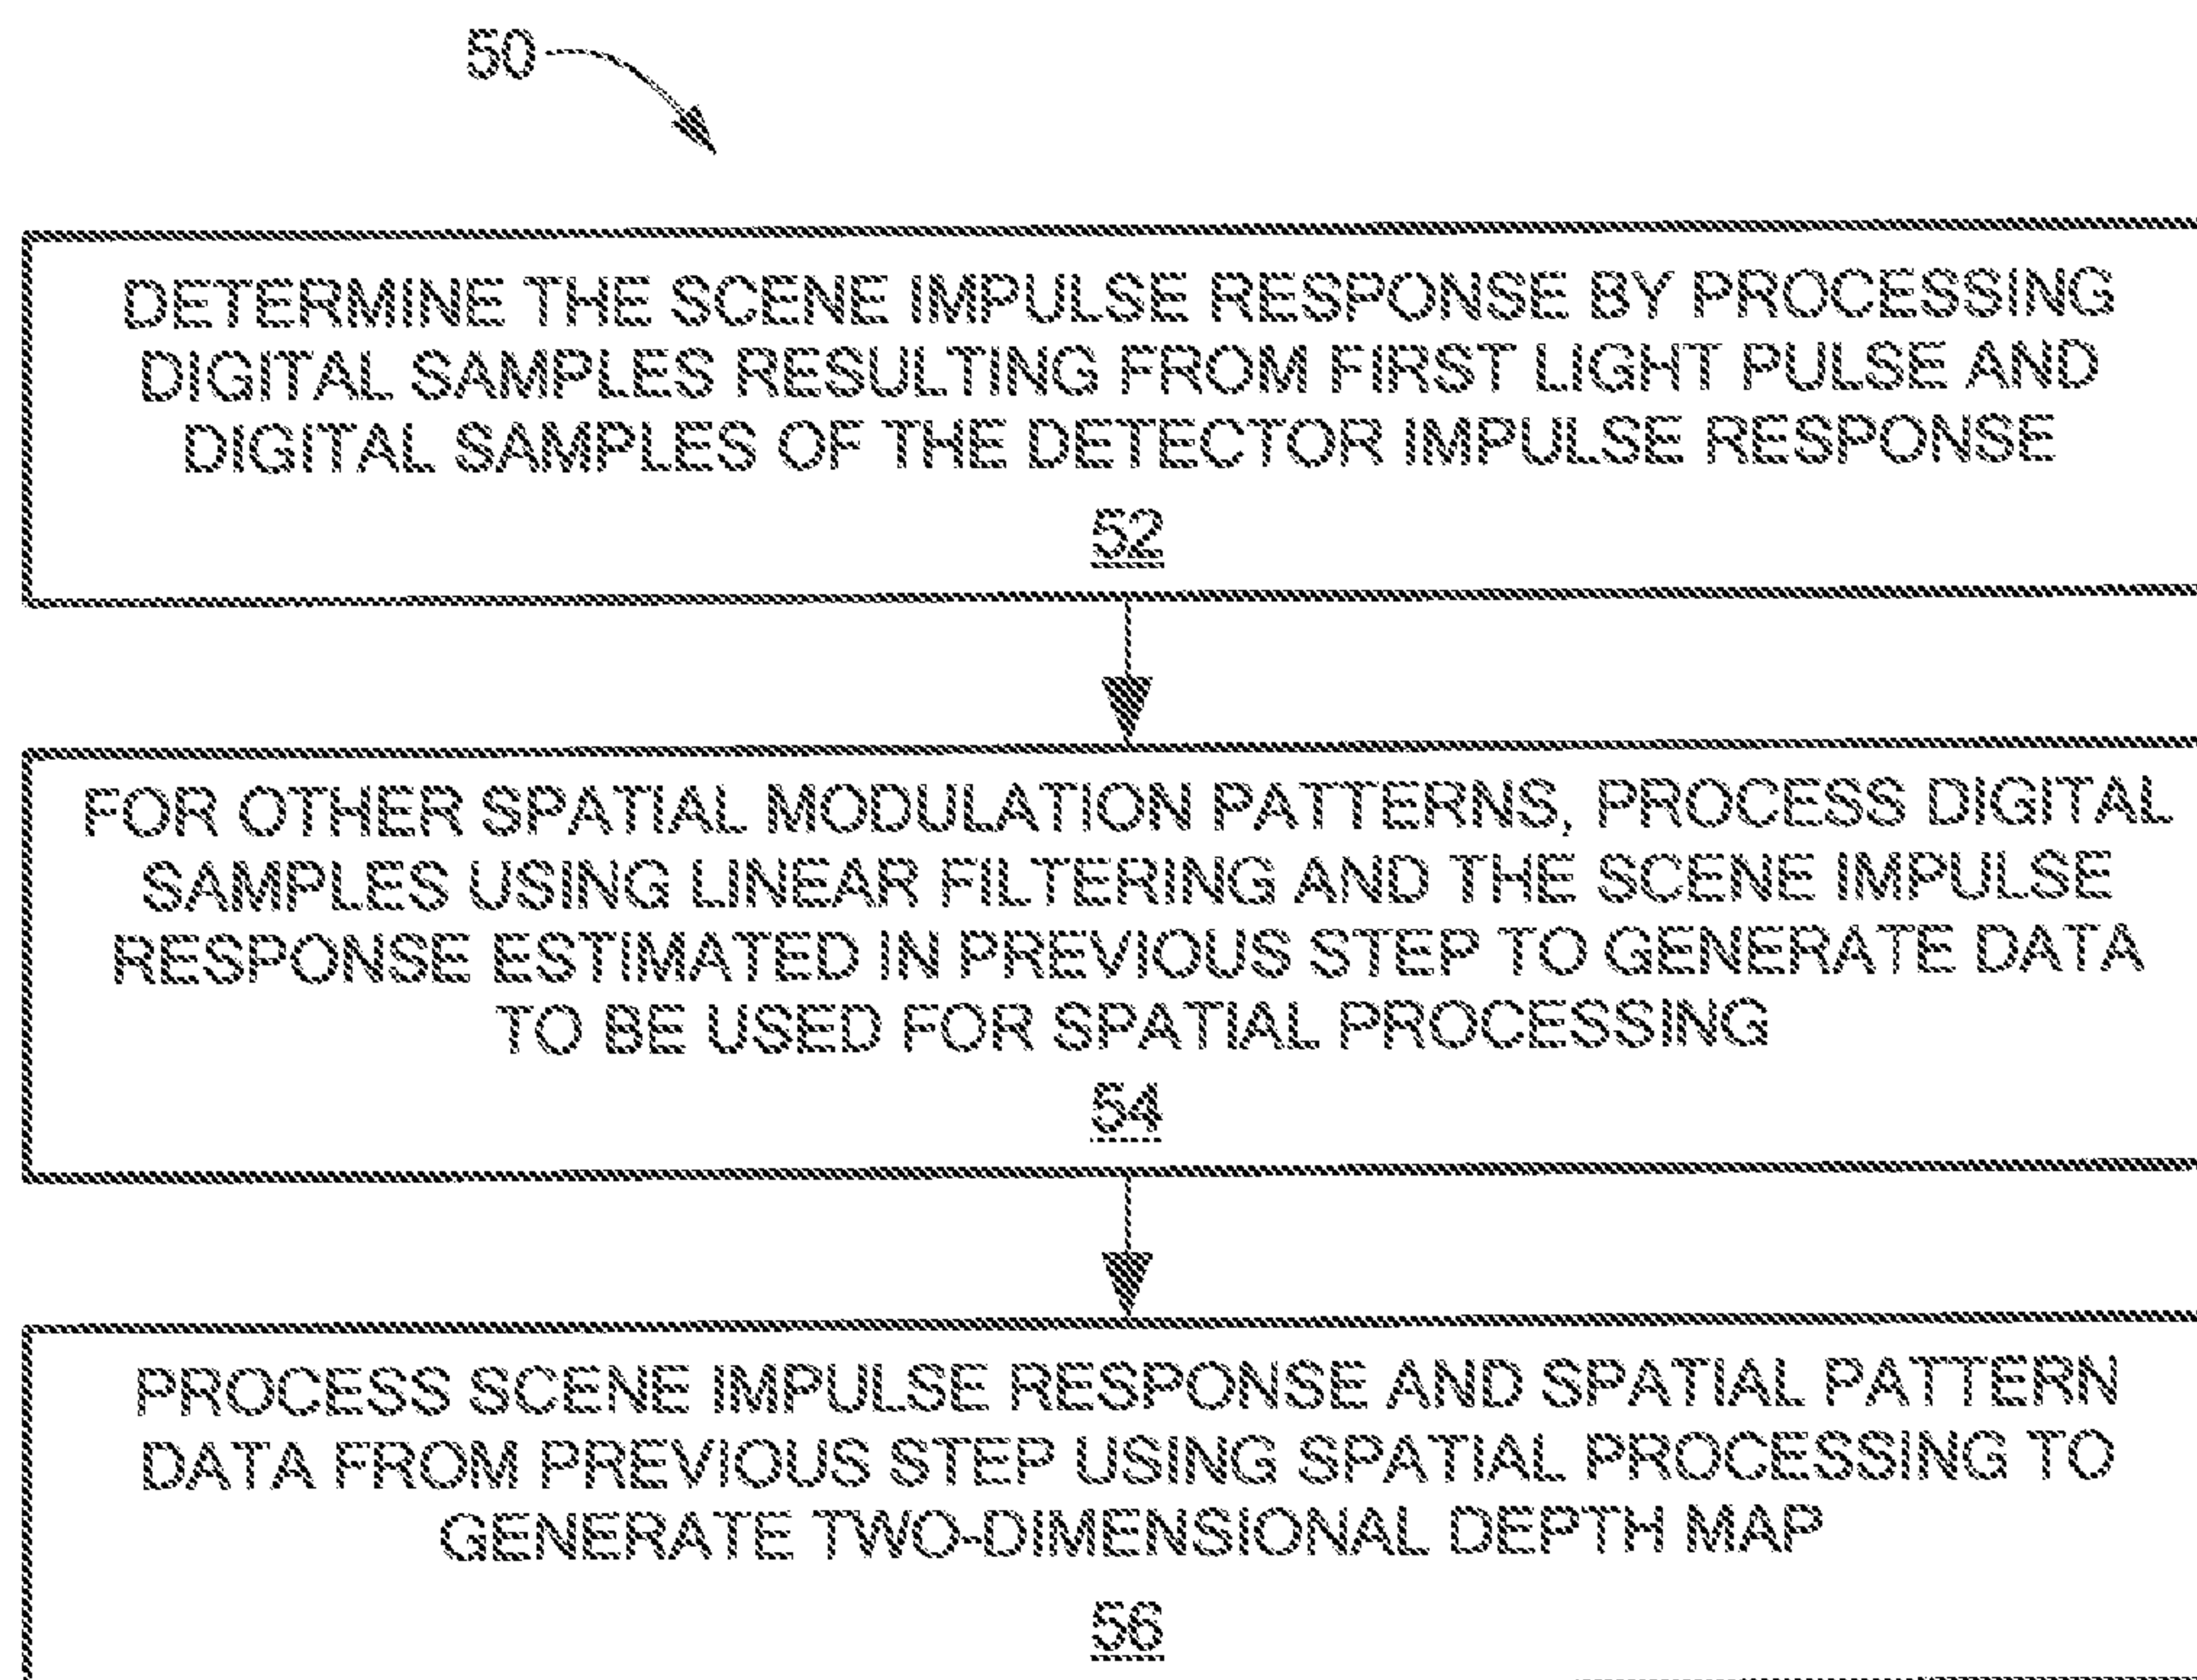 50
DETERMINE THE SCENE IMPULSE RESPONSE BY PROCESSING
DIGITAL SAMPLES RESULTING FROM FIRST LIGHT PULSE AND
DIGITAL SAMPLES OF THE DETECTOR IMPULSE RESPONSE
52
FOR OTHER SPATIAL MODULATION PATTERNS, PROCESS DIGITAL
SAMPLES USING LINEAR FILTERING AND THE SCENE IMPULSE
RESPONSE ESTIMATED IN PREVIOUS STEP TO GENERATE DATA
TO BE USED FOR SPATIAL PROCESSING
54
PROCESS SCENE IMPULSE RESPONSE AND SPATIAL PATTERN
DATA FROM PREVIOUS STEP USING SPATIAL PROCESSING TO
GENERATE TWO-DIMENSIONAL DEPTH MAP
56